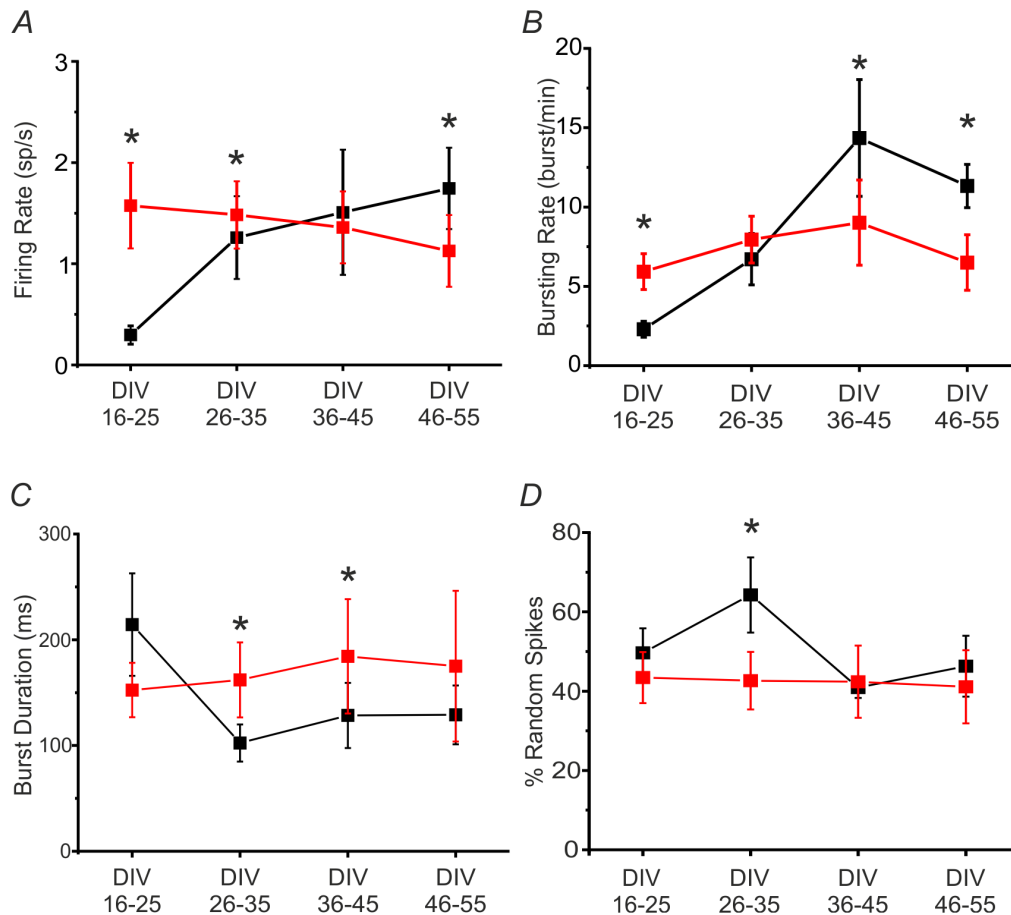 A
Firing Rate (sp/s)
3
2
1
0
*
*
*
DIV
16-25
DIV
26-35
DIV
36-45
DIV
46-55
B
Bursting Rate (burst/min)
20
15
10
5
0
*
*
*
DIV
16-25
DIV
26-35
DIV
36-45
DIV
46-55
C
Burst Duration (ms)
300
200
100
0
*
*
DIV
16-25
DIV
26-35
DIV
36-45
DIV
46-55
D
% Random Spikes
80
60
40
20
0
*
DIV
16-25
DIV
26-35
DIV
36-45
DIV
46-55